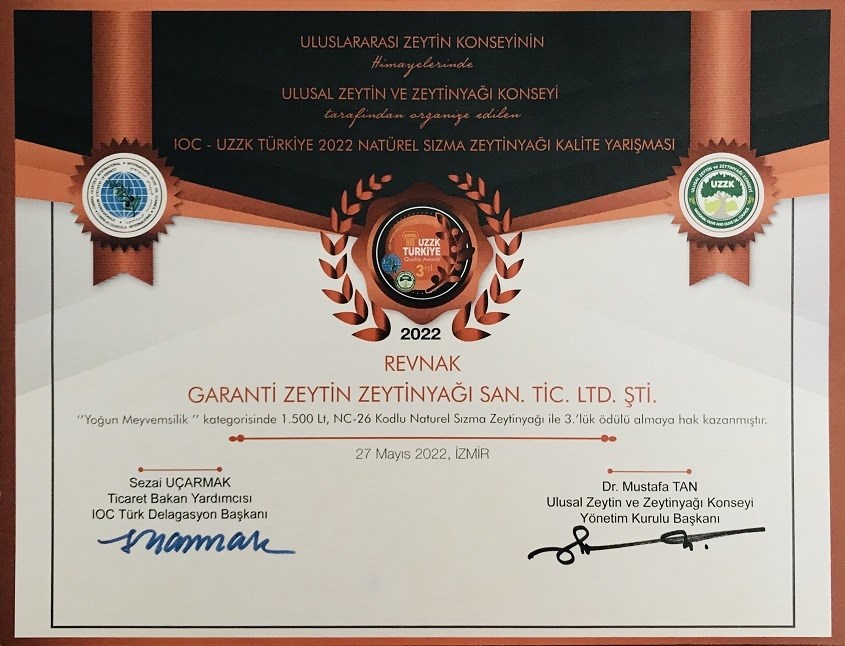 ULUSLARARASI ZEYTİN KONSEYİNİN
Himayelerinde
ULUSAL ZEYTİN VE ZEYTİNYAĞI KONSEYİ
tarafından organize edilen
IOC - UZZK TÜRKİYE 2022 NATÜREL SIZMA ZEYTİNYAĞI KALİTE YARIŞMASI
UZZK
UZZK
TÜRKİYE
Quality Awards
3rd
2022
REVNAK
GARANTİ ZEYTİN ZEYTİNYAĞI SAN. TİC. LTD. ŞTİ.
''Yoğun Meyvemsilik '' kategorisinde 1.500 Lt, NC-26 Kodlu Naturel Sızma Zeytinyağı ile 3.'lük ödülü almaya hak kazanmıştır.
27 Mayıs 2022, İZMİR
Sezai UÇARMAK
Ticaret Bakan Yardımcısı
IOC Türk Delagasyon Başkanı
Dr. Mustafa TAN
Ulusal Zeytin ve Zeytinyağı Konseyi
Yönetim Kurulu Başkanı